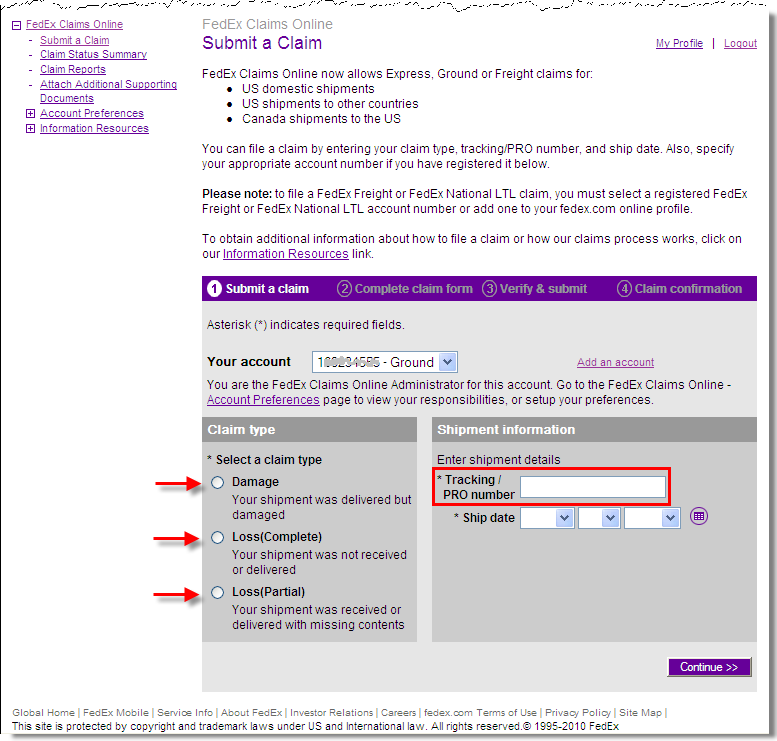 FedEx Claims Online
- Submit a Claim
- Claim Status Summary
- Claim Reports
- Attach Additional Supporting
Documents
Account Preferences
Information Resources
FedEx Claims Online
Submit a Claim
My Profile | Logout
FedEx Claims Online now allows Express, Ground or Freight claims for:
• US domestic shipments
• US shipments to other countries
• Canada shipments to the US
You can file a claim by entering your claim type, tracking/PRO number, and ship date. Also, specify
your appropriate account number if you have registered it below.
Please note: to file a FedEx Freight or FedEx National LTL claim, you must select a registered FedEx
Freight or FedEx National LTL account number or add one to your fedex.com online profile.
To obtain additional information about how to file a claim or how our claims process works, click on
our Information Resources link.
1 Submit a claim 2 Complete claim form 3 Verify & submit 4 Claim confirmation
Asterisk (*) indicates required fields.
Your account - Ground Add an account
You are the FedEx Claims Online Administrator for this account. Go to the FedEx Claims Online -
Account Preferences page to view your responsibilities, or setup your preferences.
Claim type
* Select a claim type
Damage
Your shipment was delivered but
damaged
Loss(Complete)
Your shipment was not received
or delivered
Loss(Partial)
Your shipment was received or
delivered with missing contents
Shipment information
Enter shipment details
* Tracking /
PRO number
* Ship date
Continue >>
Global Home | FedEx Mobile | Service Info | About FedEx | Investor Relations | Careers | fedex.com Terms of Use | Privacy Policy | Site Map |
This site is protected by copyright and trademark laws under US and International law. All rights reserved.© 1995-2010 FedEx